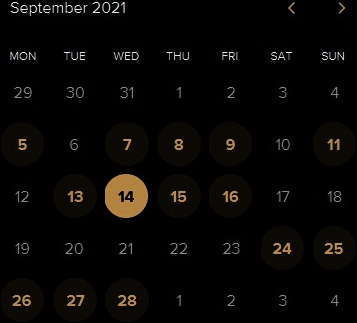 September 2021
MON TUE WED THU FRI SAT SUN
29 30 31 1 2 3 4
5 6 7 8 9 10 11
12 13 14 15 16 17 18
19 20 21 22 23 24 25
26 27 28 1 2 3 4